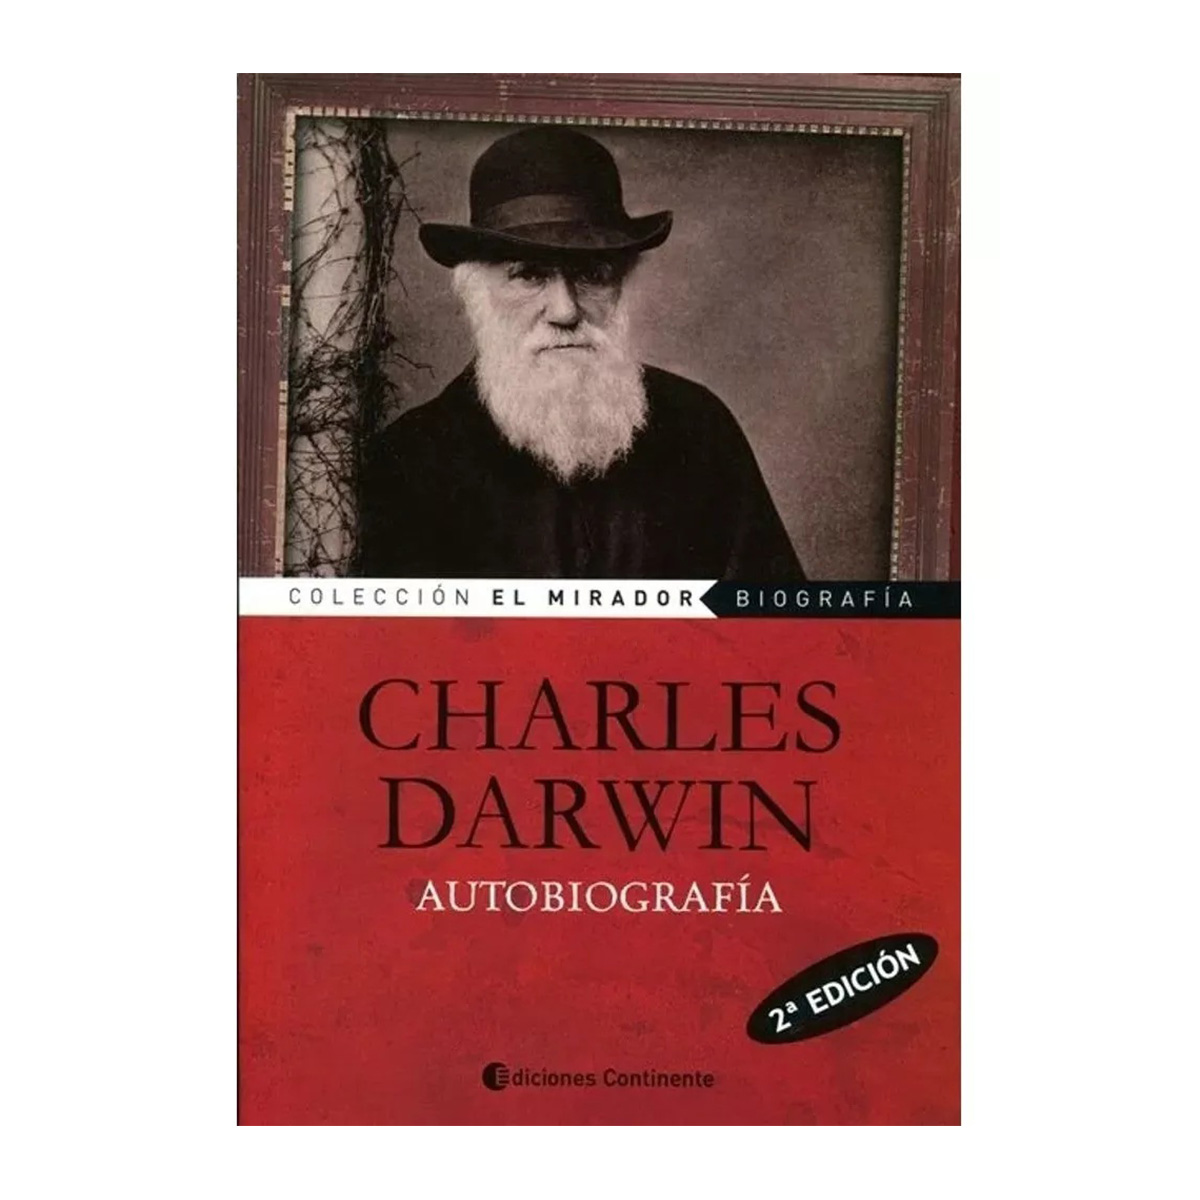 COLECCIÓN EL MIRADOR BIOGRAFÍA
CHARLES
DARWIN
AUTOBIOGRAFÍA
2ª EDICIÓN
Ediciones Continente